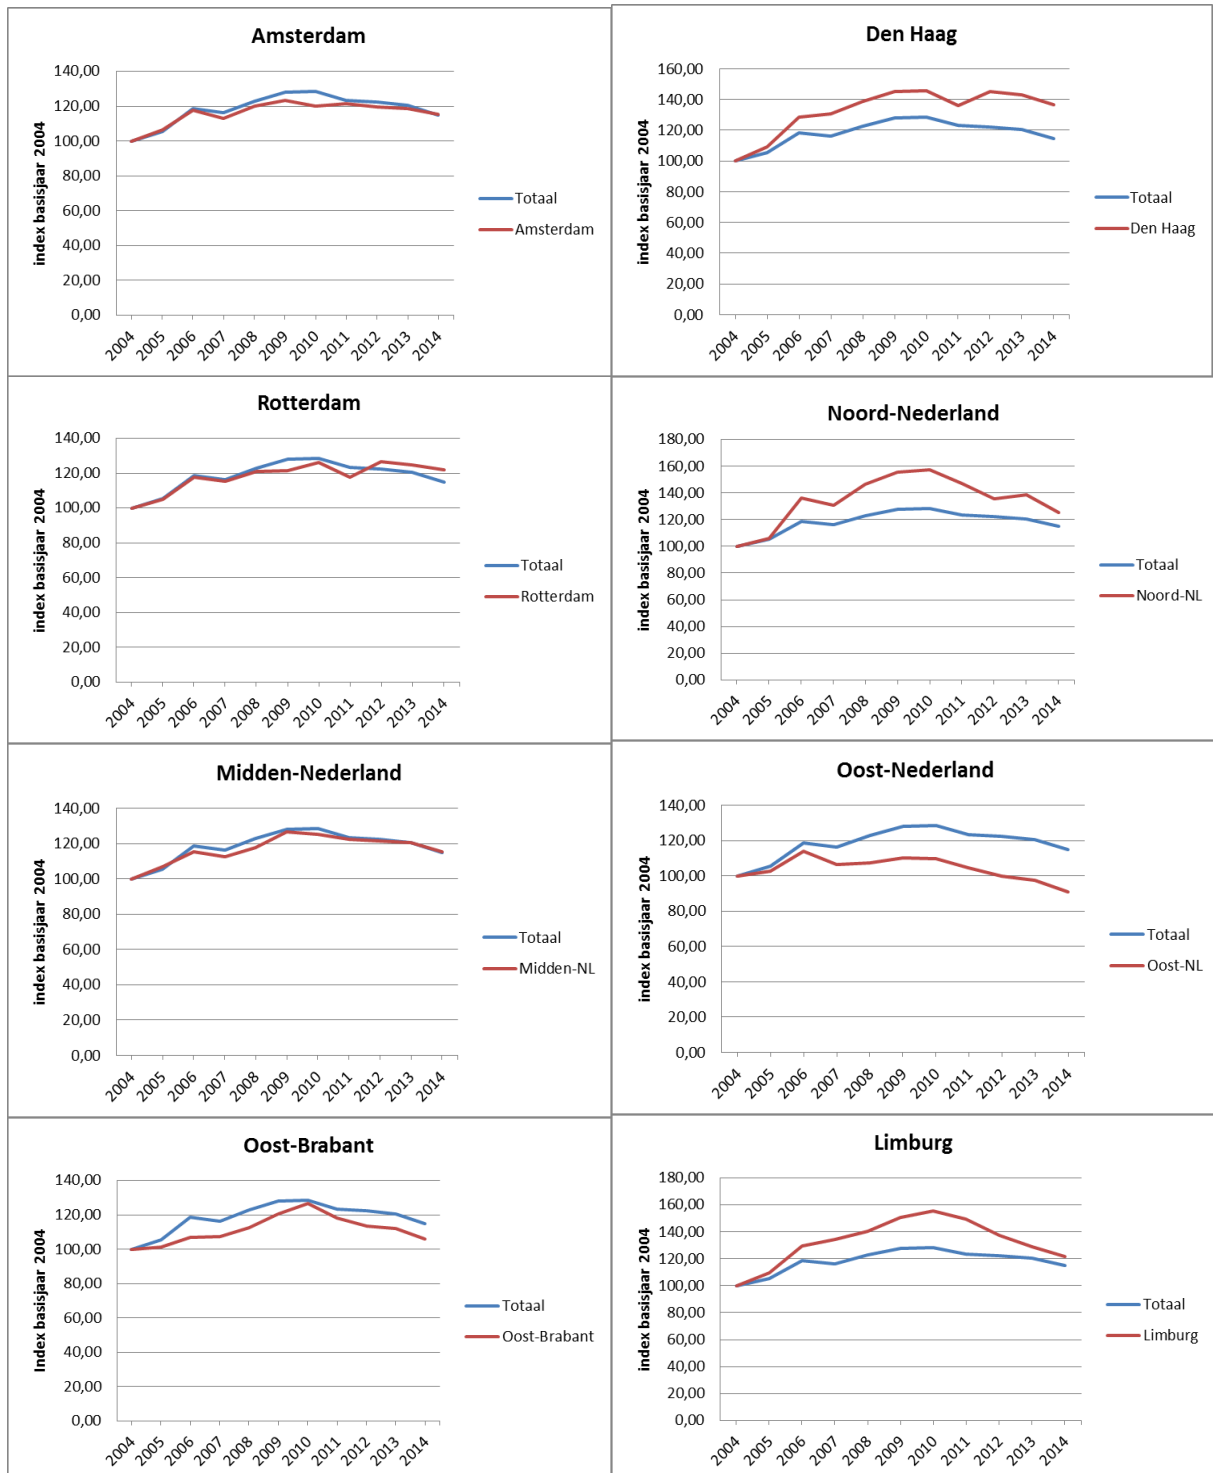 Amsterdam
140,00
120,00
100,00
80,00
60,00
40,00
20,00
0,00
index basisjaar 2004
2004 2005 2006 2007 2008 2009 2010 2011 2012 2013 2014
Totaal
Amsterdam
Den Haag
160,00
140,00
120,00
100,00
80,00
60,00
40,00
20,00
0,00
index basisjaar 2004
2004 2005 2006 2007 2008 2009 2010 2011 2012 2013 2014
Totaal
Den Haag
Rotterdam
140,00
120,00
100,00
80,00
60,00
40,00
20,00
0,00
index basisjaar 2004
2004 2005 2006 2007 2008 2009 2010 2011 2012 2013 2014
Totaal
Rotterdam
Noord-Nederland
180,00
160,00
140,00
120,00
100,00
80,00
60,00
40,00
20,00
0,00
index basisjaar 2004
2004 2005 2006 2007 2008 2009 2010 2011 2012 2013 2014
Totaal
Noord-NL
Midden-Nederland
140,00
120,00
100,00
80,00
60,00
40,00
20,00
0,00
index basisjaar 2004
2004 2005 2006 2007 2008 2009 2010 2011 2012 2013 2014
Totaal
Midden-NL
Oost-Nederland
140,00
120,00
100,00
80,00
60,00
40,00
20,00
0,00
index basisjaar 2004
2004 2005 2006 2007 2008 2009 2010 2011 2012 2013 2014
Totaal
Oost-NL
Oost-Brabant
140,00
120,00
100,00
80,00
60,00
40,00
20,00
0,00
Index basisjaar 2004
2004 2005 2006 2007 2008 2009 2010 2011 2012 2013 2014
Totaal
Oost-Brabant
Limburg
180,00
160,00
140,00
120,00
100,00
80,00
60,00
40,00
20,00
0,00
index basisjaar 2004
2004 2005 2006 2007 2008 2009 2010 2011 2012 2013 2014
Totaal
Limburg